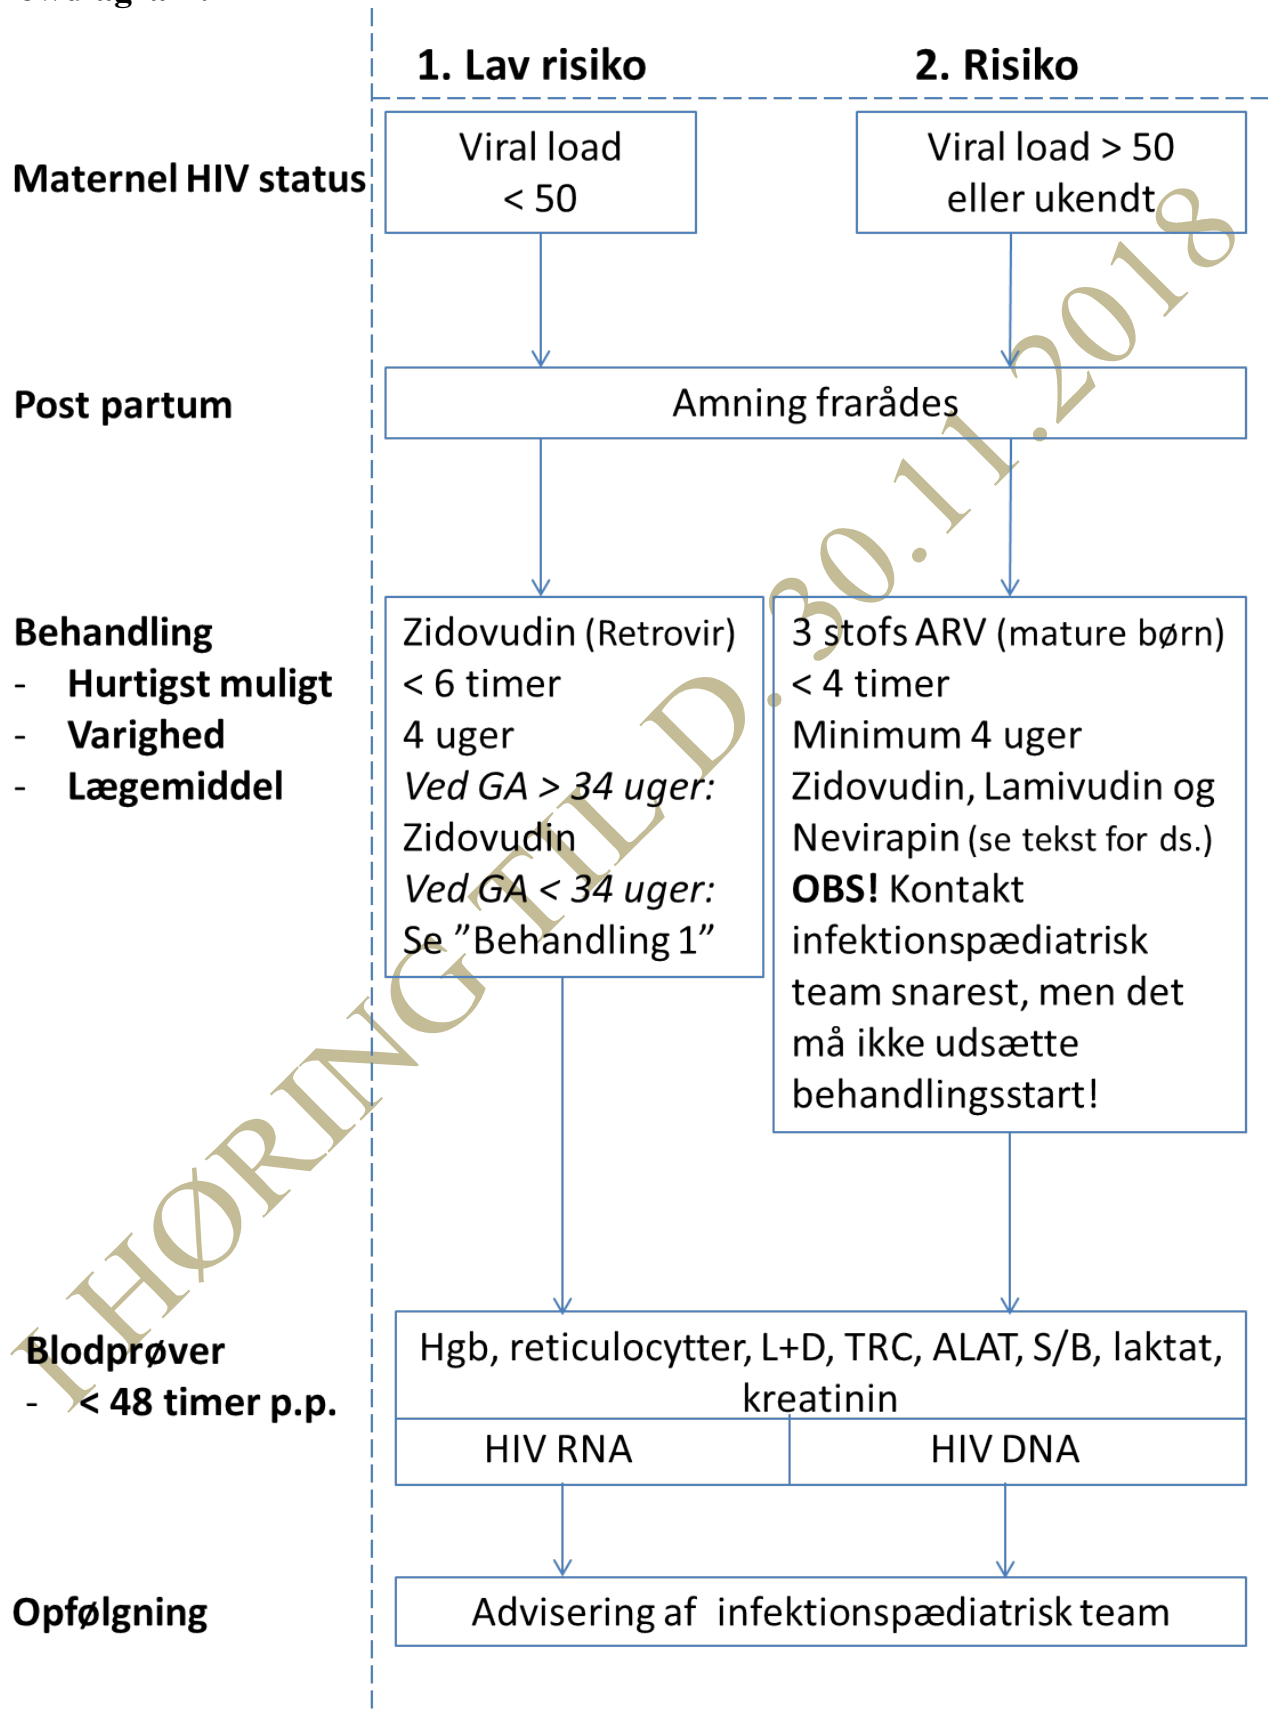 1. Lav risiko
2. Risiko
Maternel HIV status
Viral load
< 50
Viral load > 50
eller ukendt
Post partum
Amning frarådes
Behandling
- Hurtigst muligt
- Varighed
- Lægemiddel
Zidovudin (Retrovir)
< 6 timer
4 uger
Ved GA > 34 uger:
Zidovudin
Ved GA < 34 uger:
Se ”Behandling 1”
3 stofs ARV (mature børn)
< 4 timer
Minimum 4 uger
Zidovudin, Lamivudin og
Nevirapin (se tekst for ds.)
OBS! Kontakt
infektionspædiatrisk
team snarest, men det
må ikke udsætte
behandlingsstart!
Blodprøver
- < 48 timer p.p.
Hgb, reticulocytter, L+D, TRC, ALAT, S/B, laktat,
kreatinin
HIV RNA
HIV DNA
Opfølgning
Advisering af infektionspædiatrisk team
I HØRING TIL D. 30.11.2018